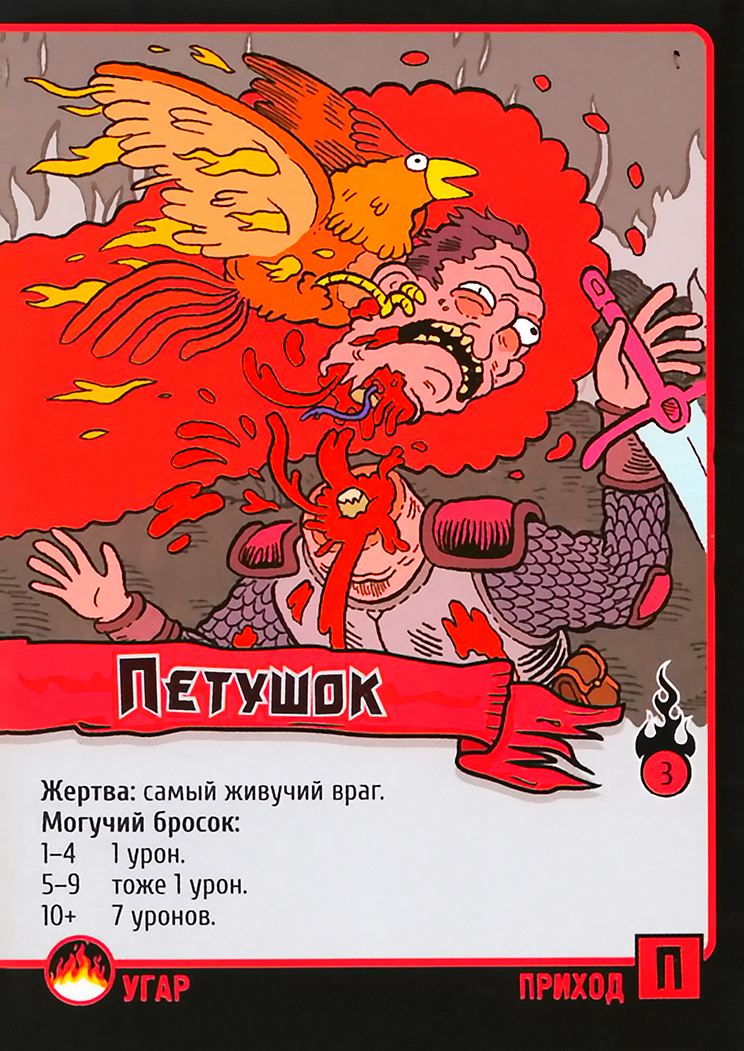 Петушок
3
Жертва: самый живучий враг.
Могучий бросок:
1–4 1 урон.
5–9 тоже 1 урон.
10+ 7 уронов.
УГАР
ПРИХОД П